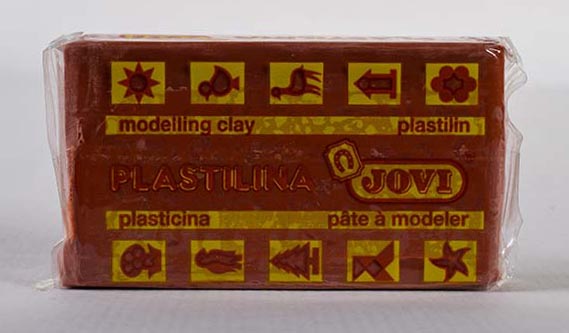 modelling clay plastilin
PLASTILINA JOVI
plasticina pâte à modeler